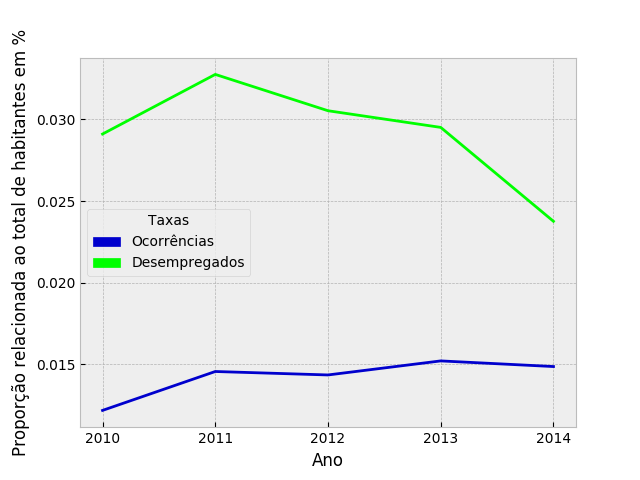 Proporção relacionada ao total de habitantes em %
0.030
0.025
0.020
0.015
Taxas
Ocorrências
Desempregados
2010 2011 2012 2013 2014
Ano